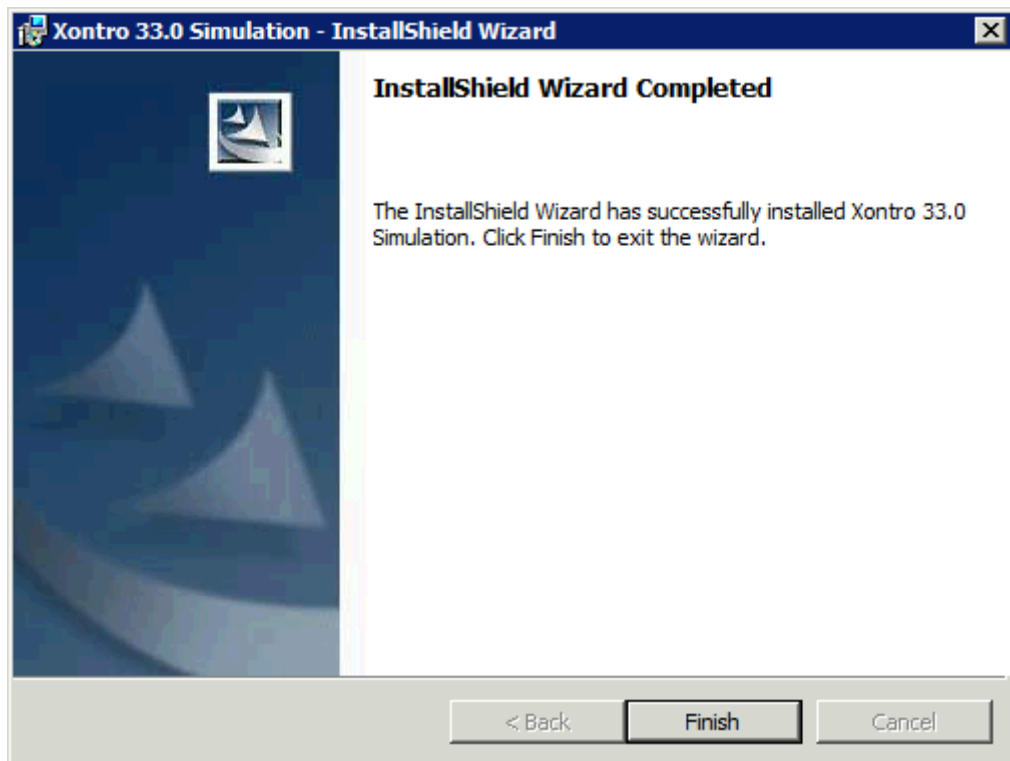 Xontro 33.0 Simulation - InstallShield Wizard
InstallShield Wizard Completed
The InstallShield Wizard has successfully installed Xontro 33.0
Simulation. Click Finish to exit the wizard.
< Back
Finish
Cancel